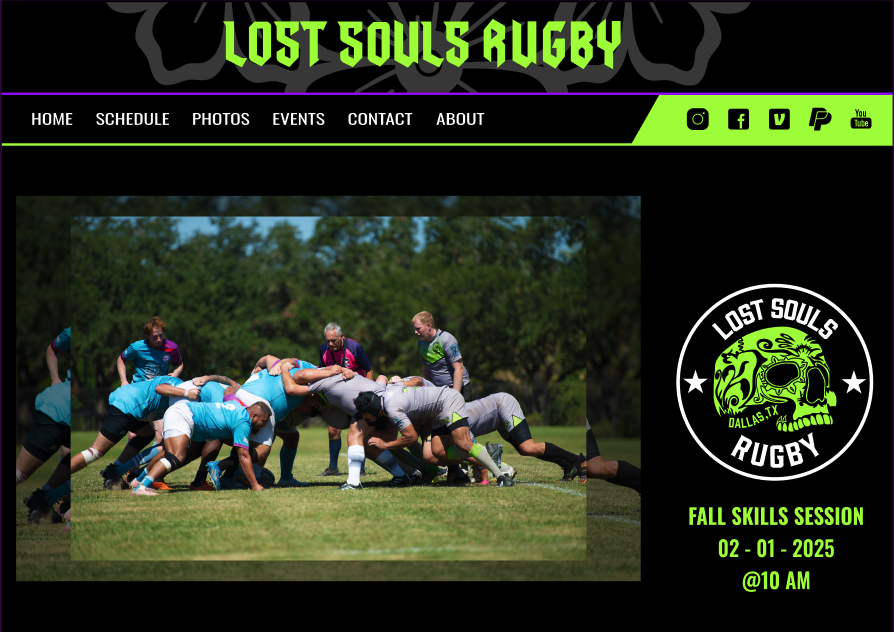 LOST SOULS RUGBY
HOME SCHEDULE PHOTOS EVENTS CONTACT ABOUT
You
Tube
LOST SOULS
DALLAS, TX
RUGBY
FALL SKILLS SESSION
02 - 01 - 2025
@10 AM